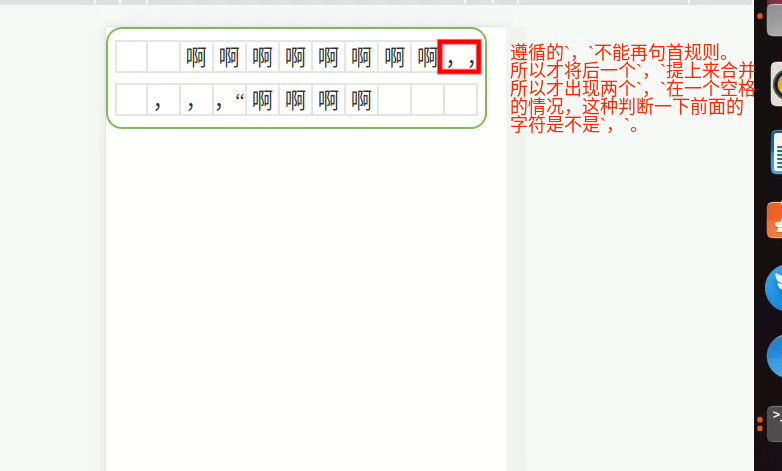 啊啊啊啊啊啊啊啊，，
，，，“啊啊啊啊
遵循的`，`不能再句首规则。
所以才将后一个`，`提上来合并
所以才出现两个`，`在一个空格
的情况，这种判断一下前面的
字符是不是`，`。
>_